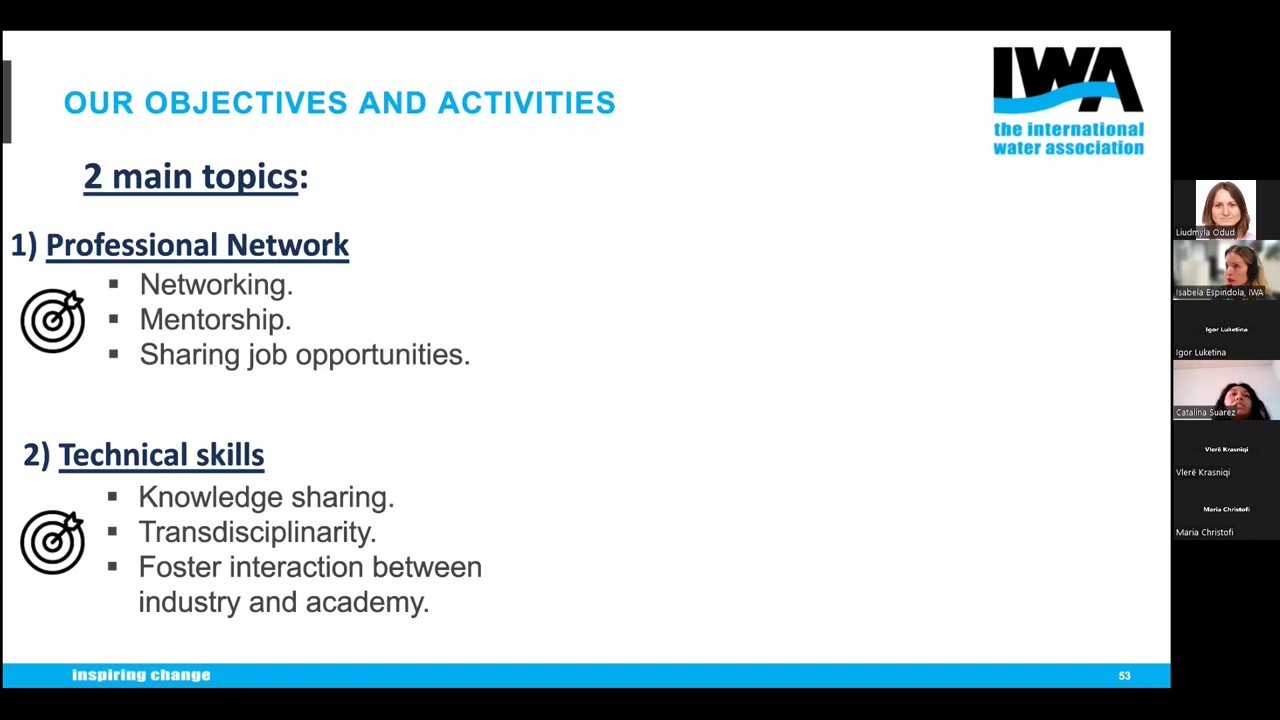 OUR OBJECTIVES AND ACTIVITIES
IWA
the international
water association
2 main topics:
1) Professional Network
▪ Networking.
▪ Mentorship.
▪ Sharing job opportunities.
2) Technical skills
▪ Knowledge sharing.
▪ Transdisciplinarity.
▪ Foster interaction between
industry and academy.
inspiring change
53
Liudmyla Odud
Isabela Espindola, IWA
Igor Luketina
Igor Luketina
Catalina Suarez
Vlerë Krasniqi
Vlerë Krasniqi
Maria Christofi
Maria Christofi